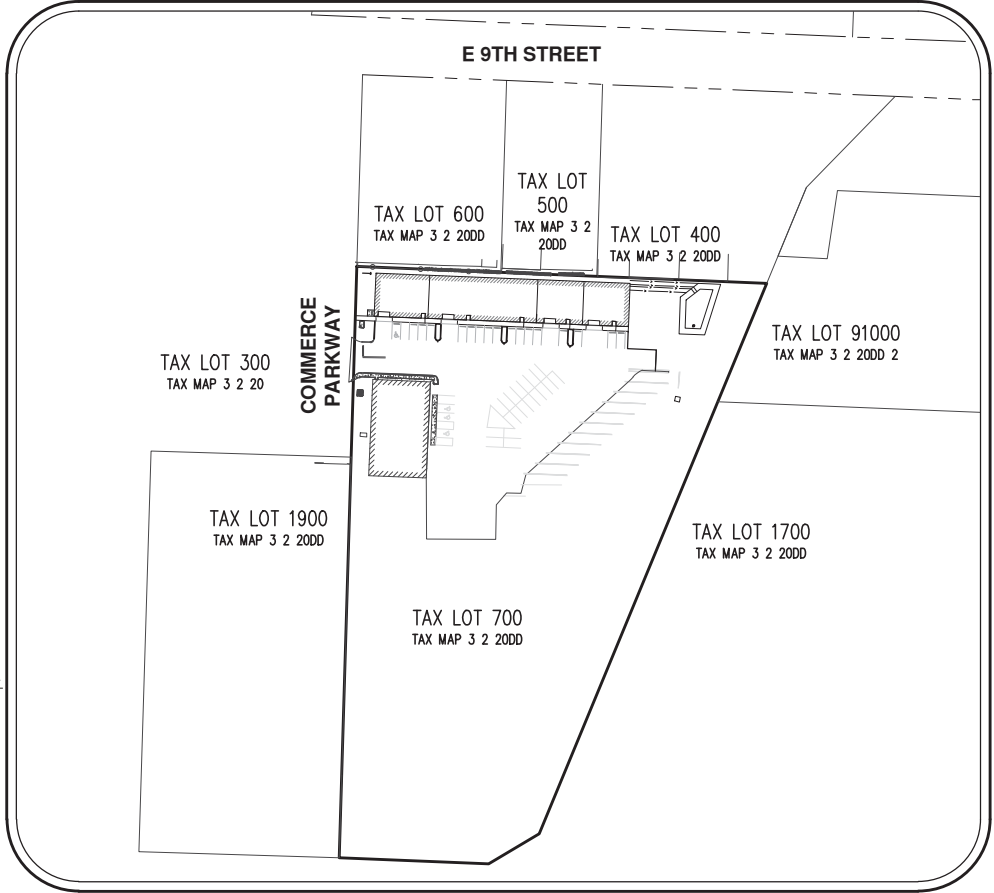 E 9TH STREET
TAX LOT
500
TAX MAP 3 2
20DD
TAX LOT 600
TAX MAP 3 2 20DD
TAX LOT 400
TAX MAP 3 2 20DD
COMMERCE
PARKWAY
TAX LOT 91000
TAX MAP 3 2 20DD 2
TAX LOT 300
TAX MAP 3 2 20
TAX LOT 1900
TAX MAP 3 2 20DD
TAX LOT 1700
TAX MAP 3 2 20DD
TAX LOT 700
TAX MAP 3 2 20DD